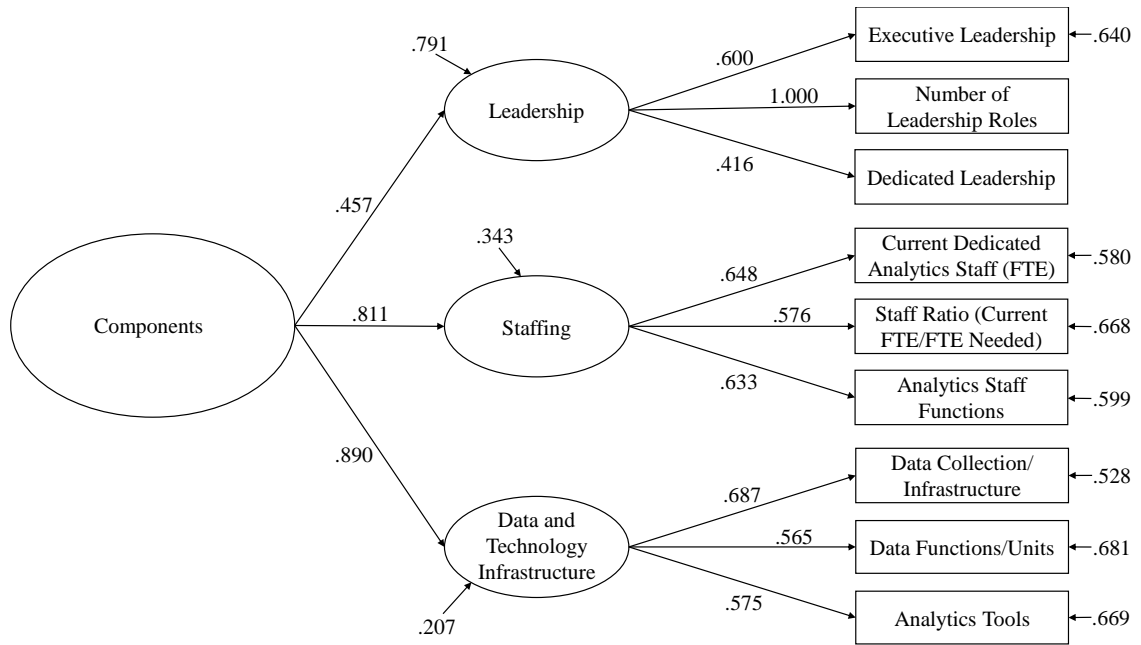 .791
Executive Leadership
.640
.600
Leadership
1.000
Number of
Leadership Roles
.416
Dedicated Leadership
.457
.343
Current Dedicated
Analytics Staff (FTE)
.580
.648
Components
.811
Staffing
.576
Staff Ratio (Current
FTE/FTE Needed)
.668
.633
Analytics Staff
Functions
.599
.890
Data Collection/
Infrastructure
.528
.687
Data and
Technology
Infrastructure
.565
Data Functions/Units
.681
.575
Analytics Tools
.669
.207